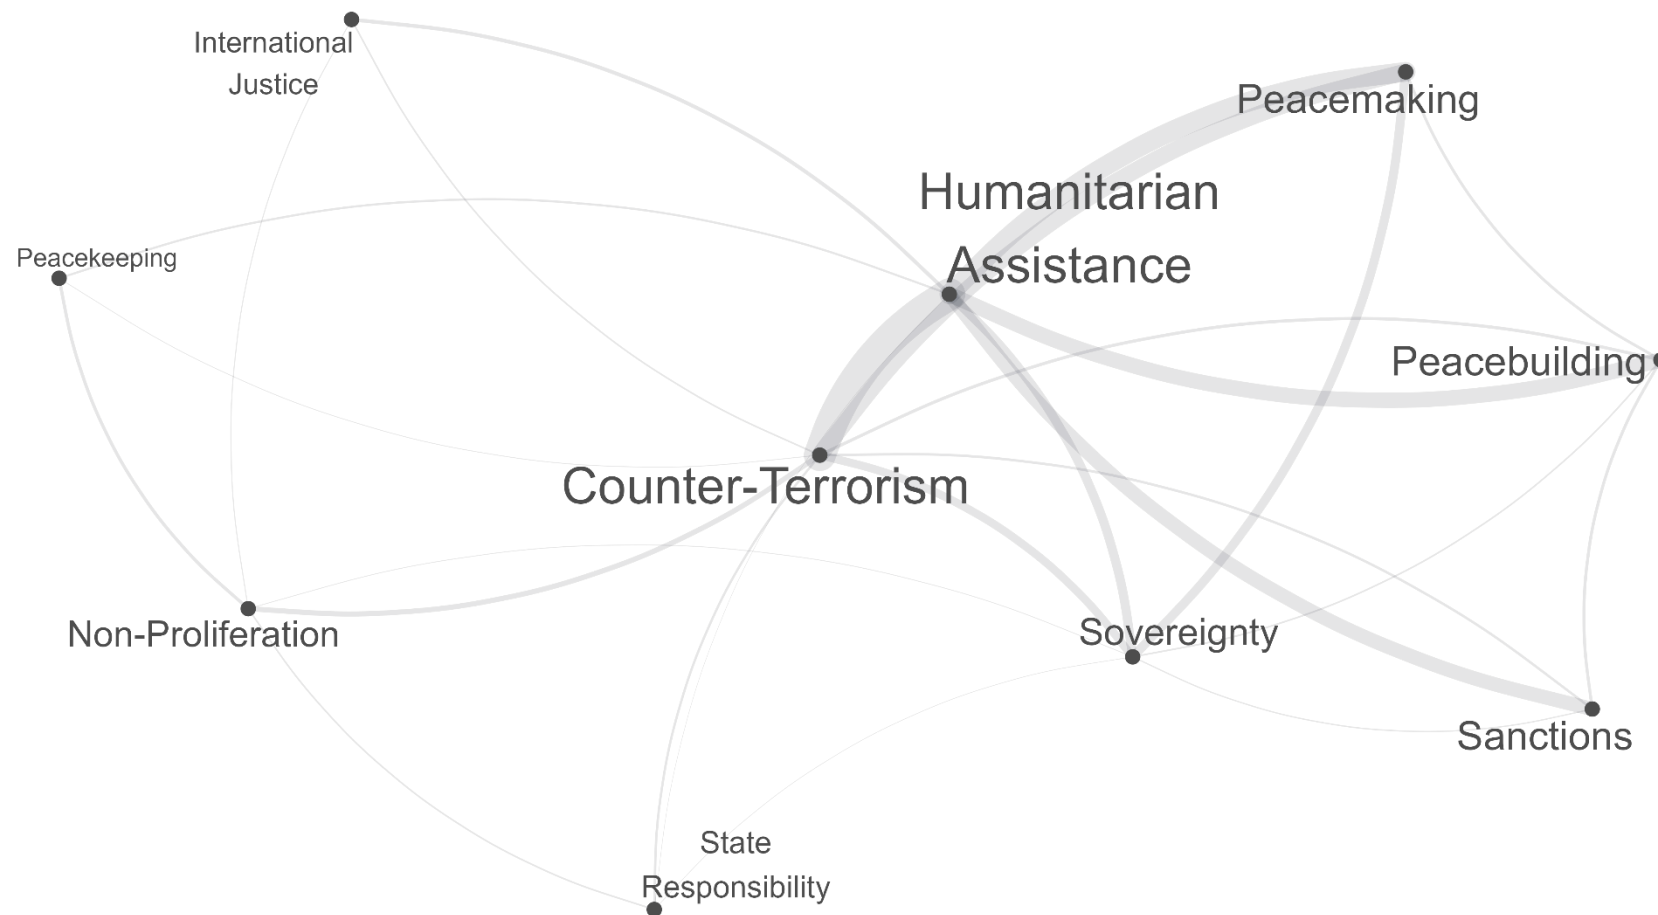 International
Justice
Peacemaking
Humanitarian
Assistance
Peacekeeping
Peacebuilding
Counter-Terrorism
Non-Proliferation
Sovereignty
Sanctions
State
Responsibility